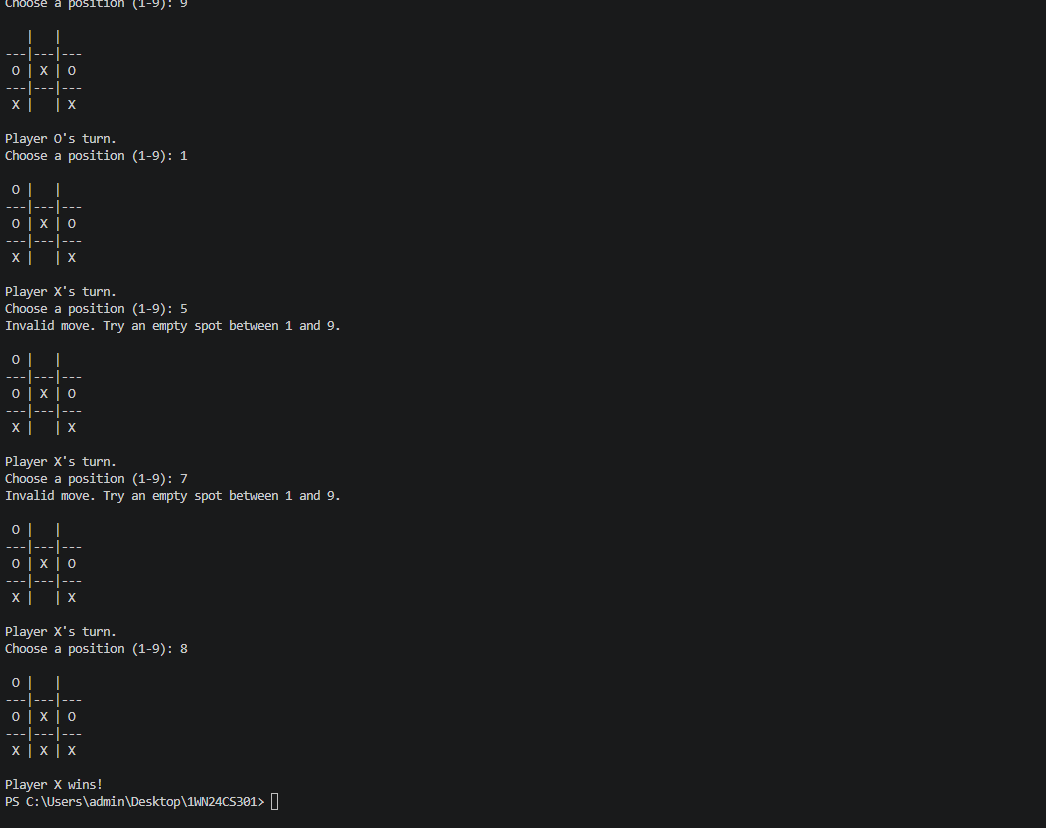 Choose a position (1-9): 9
   |   |
---|---|---
 O | X | O
---|---|---
 X |   | X
Player O's turn.
Choose a position (1-9): 1
 O |   |
---|---|---
 O | X | O
---|---|---
 X |   | X
Player X's turn.
Choose a position (1-9): 5
Invalid move. Try an empty spot between 1 and 9.
 O |   |
---|---|---
 O | X | O
---|---|---
 X |   | X
Player X's turn.
Choose a position (1-9): 7
Invalid move. Try an empty spot between 1 and 9.
 O |   |
---|---|---
 O | X | O
---|---|---
 X |   | X
Player X's turn.
Choose a position (1-9): 8
 O |   |
---|---|---
 O | X | O
---|---|---
 X | X | X
Player X wins!
PS C:\Users\admin\Desktop\1WN24CS301>